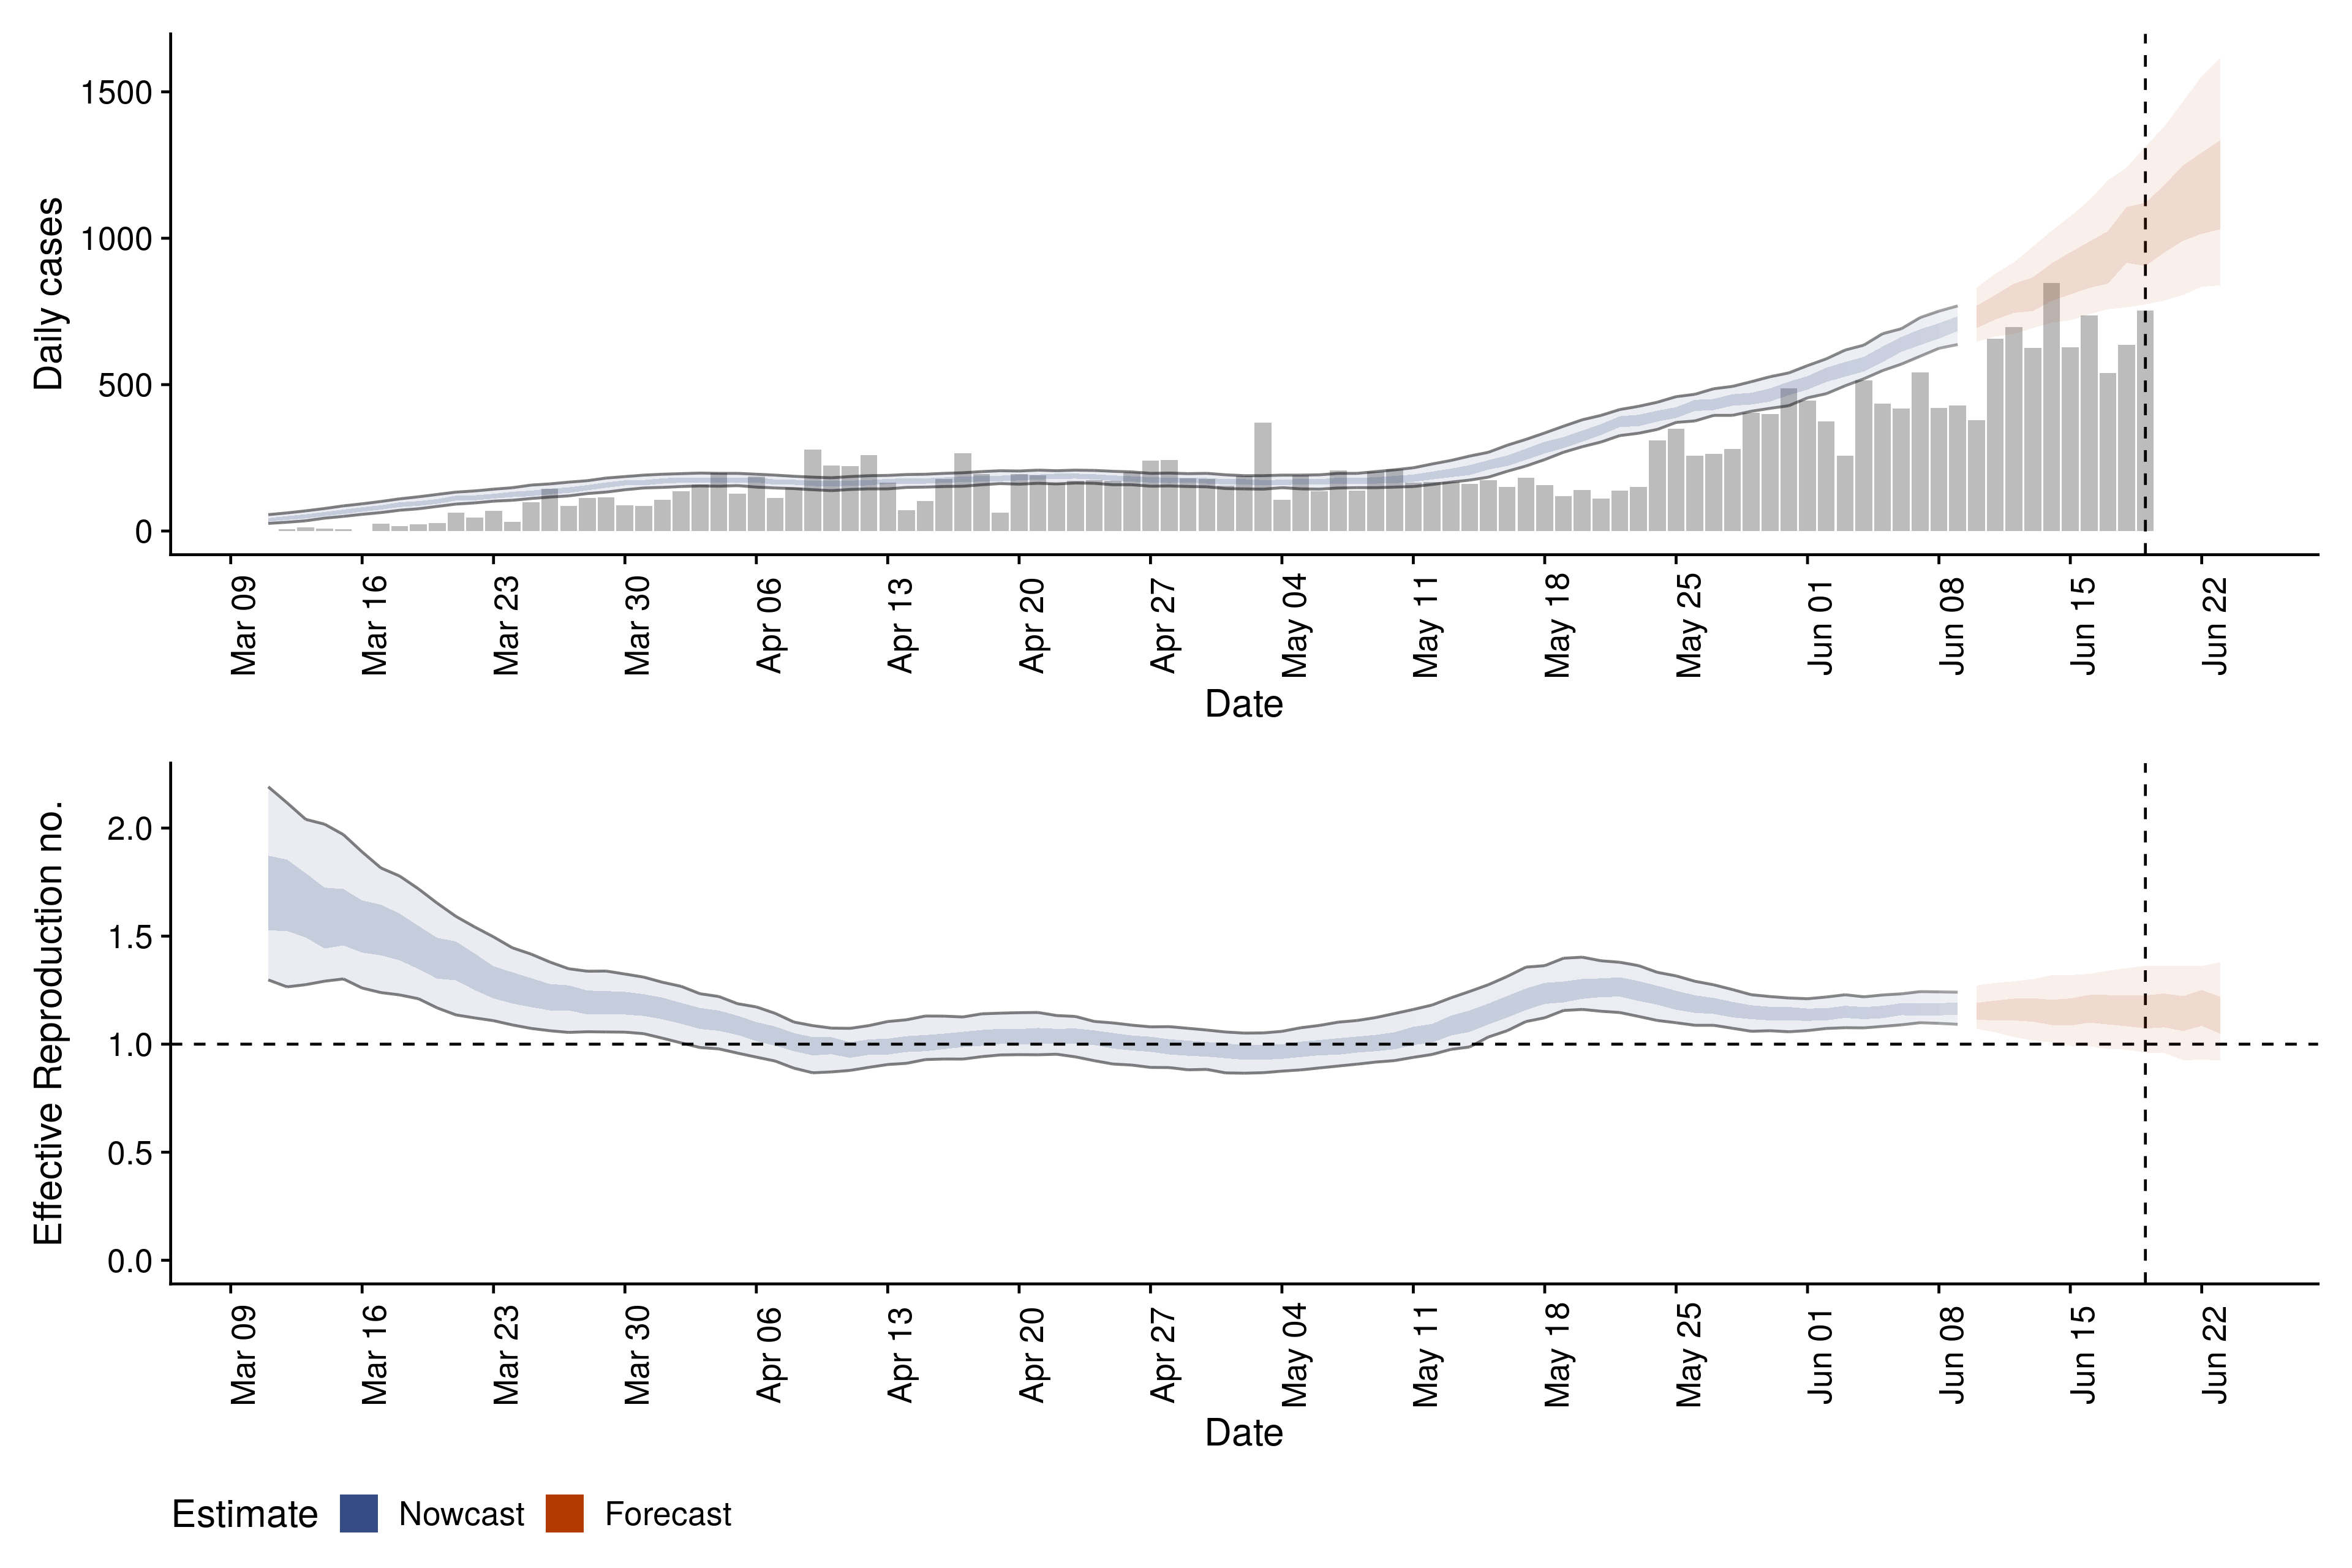 1500
1000
500
0
Daily cases
Mar 09
Mar 16
Mar 23
Mar 30
Apr 06
Apr 13
Apr 20
Apr 27
May 04
May 11
May 18
May 25
Jun 01
Jun 08
Jun 15
Jun 22
Date
2.0
1.5
1.0
0.5
0.0
Effective Reproduction no.
Mar 09
Mar 16
Mar 23
Mar 30
Apr 06
Apr 13
Apr 20
Apr 27
May 04
May 11
May 18
May 25
Jun 01
Jun 08
Jun 15
Jun 22
Date
Estimate Nowcast Forecast